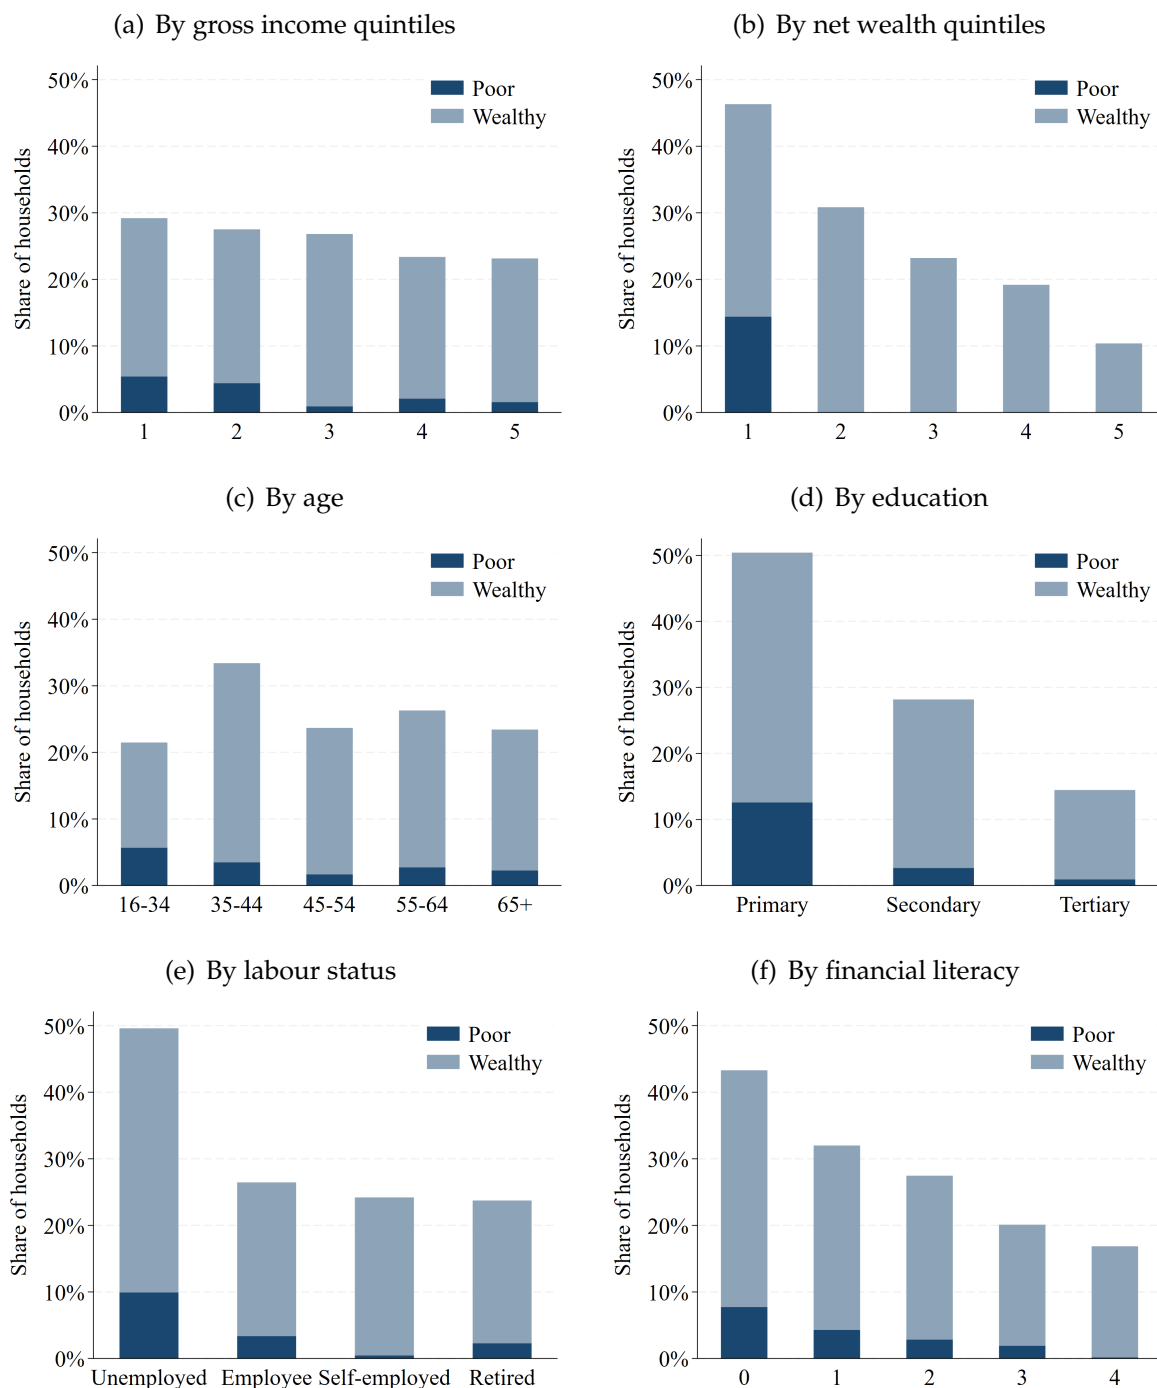 (a) By gross income quintiles
Share of households
50%
40%
30%
20%
10%
0%
Poor
Wealthy
1 2 3 4 5
(b) By net wealth quintiles
Share of households
50%
40%
30%
20%
10%
0%
Poor
Wealthy
1 2 3 4 5
(c) By age
Share of households
50%
40%
30%
20%
10%
0%
Poor
Wealthy
16-34 35-44 45-54 55-64 65+
(d) By education
Share of households
50%
40%
30%
20%
10%
0%
Poor
Wealthy
Primary Secondary Tertiary
(e) By labour status
Share of households
50%
40%
30%
20%
10%
0%
Poor
Wealthy
Unemployed Employee Self-employed Retired
(f) By financial literacy
Share of households
50%
40%
30%
20%
10%
0%
Poor
Wealthy
0 1 2 3 4